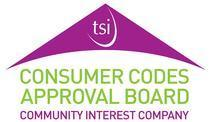 tsi
CONSUMER CODES
APPROVAL BOARD
COMMUNITY INTEREST COMPANY